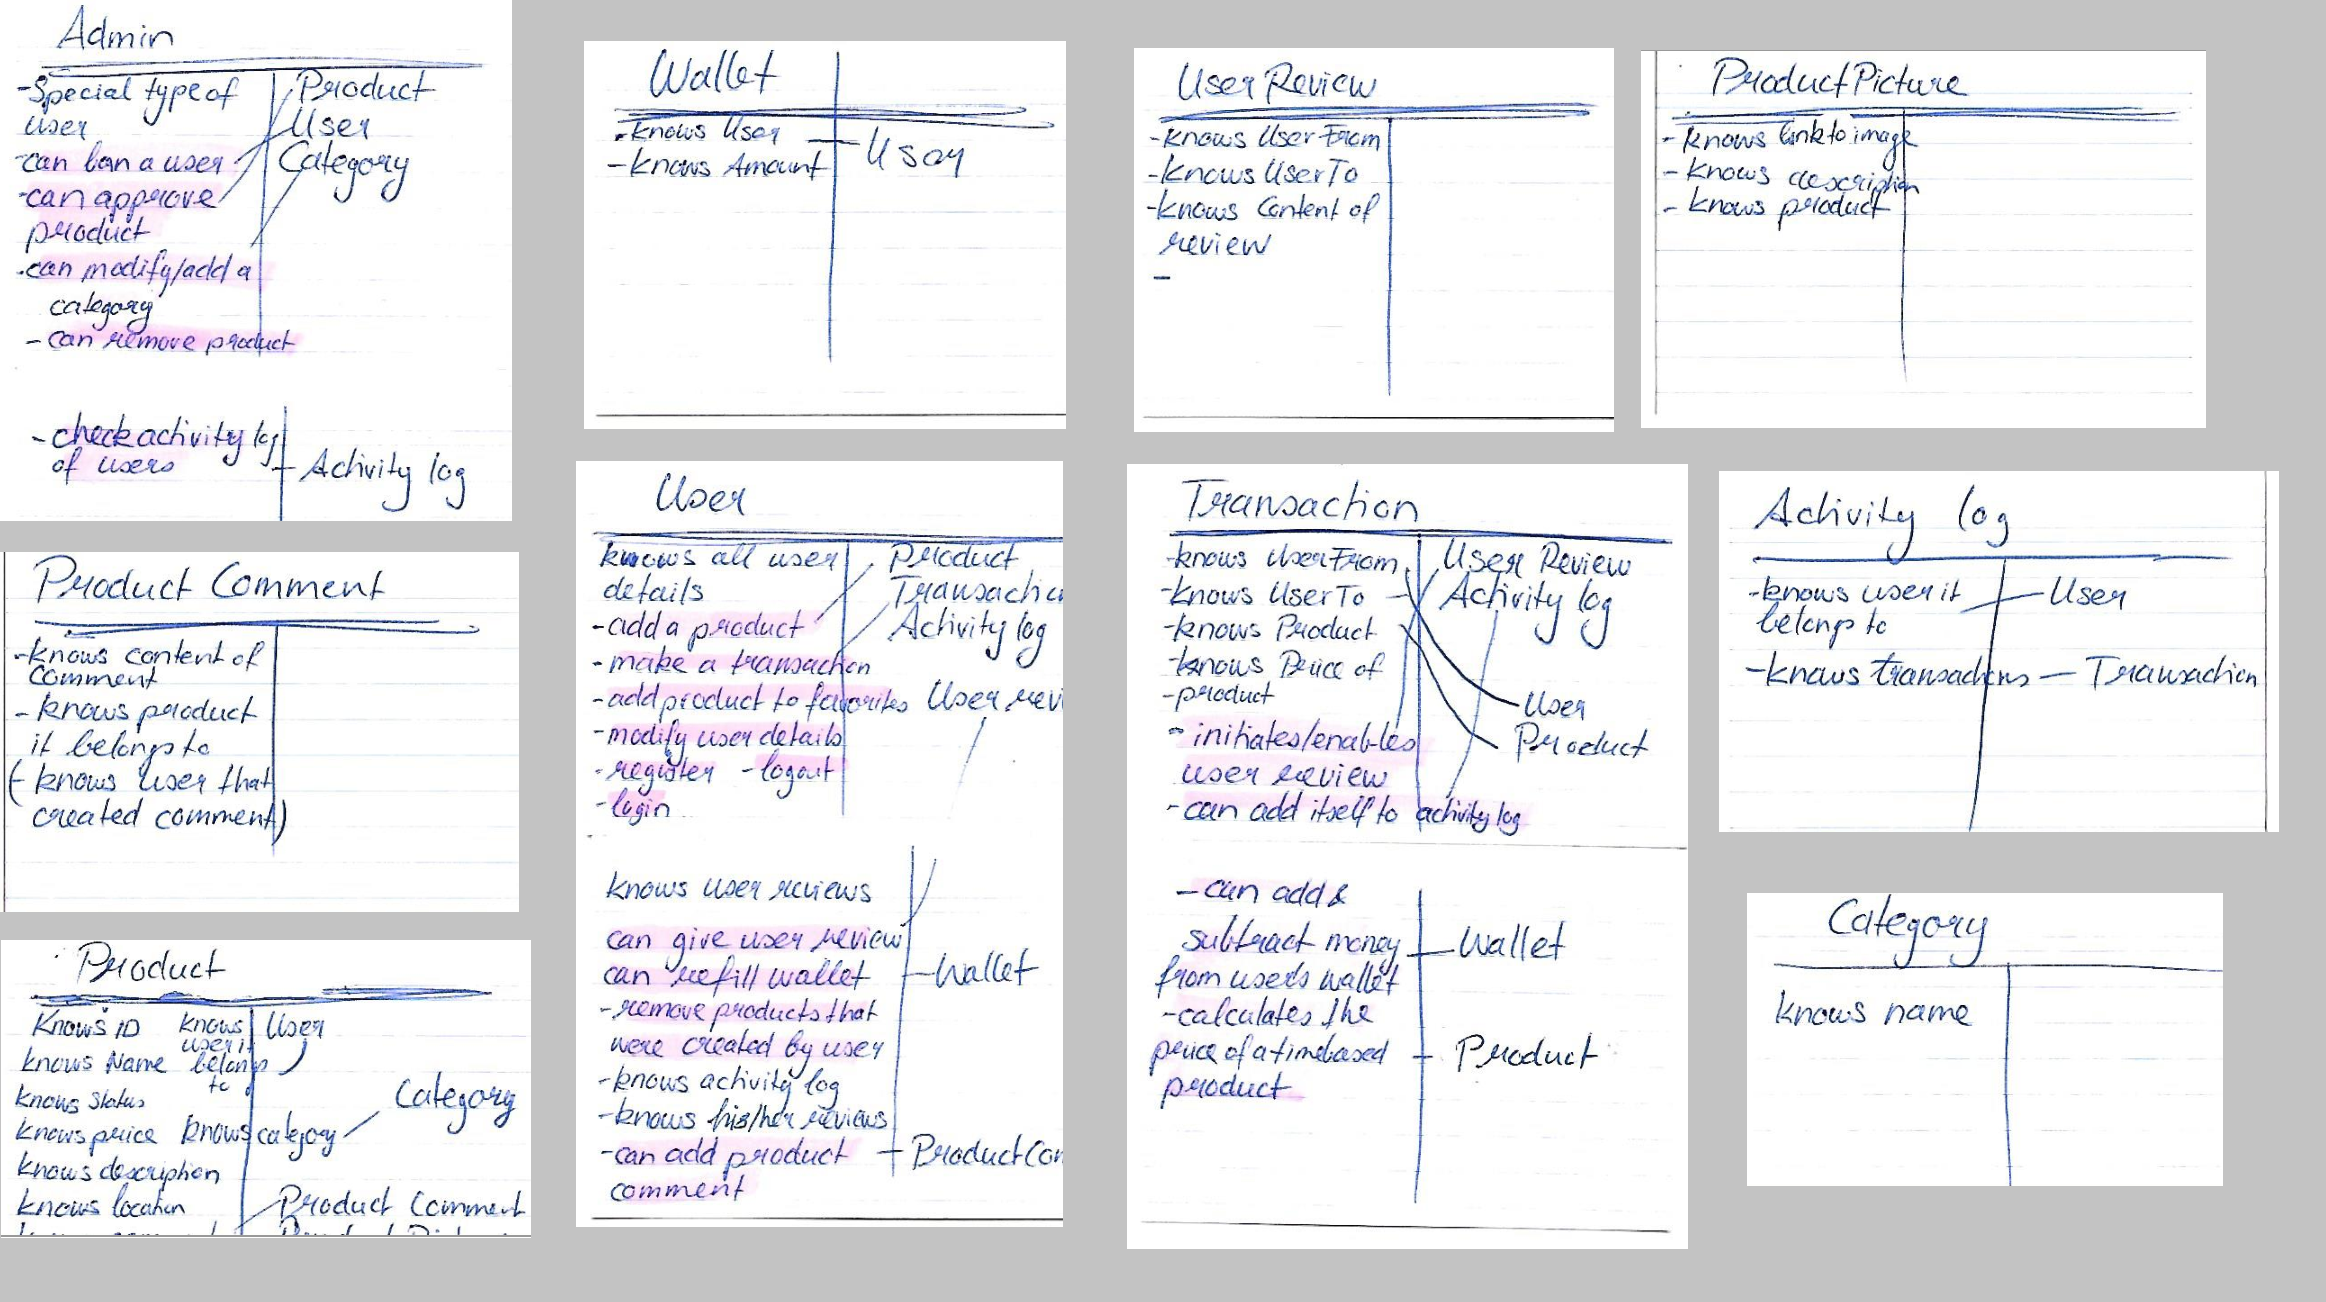 Admin
-Special type of
user
-can ban a user
-can approve
product
-can modify/add a
category
- can remove product
Product
User
Category
- check activity log
of users
Activity log
Wallet
-knows User
-knows Amount
User
User Review
-knows UserFrom
-knows UserTo
-knows Content of
review
-
Product Picture
- knows link to image
- knows description
- knows product
Product Comment
-knows content of
comment
- knows product
it belongs to
(- knows user that
created comment)
User
knows all user
details
-add a product
-make a transaction
-add product to favorites
-modify user details
-register -logout
-login
Product
Transaction
Activity log
User revi
knows user reviews
can give user review
can refill wallet
-remove products that
were created by user
-knows activity log
-knows his/her reviews
-can add product
comment
Wallet
Product Com
Transaction
-knows UserFrom
-knows UserTo
-knows Product
-knows Price of
-product
- initiates/enables
user review
-can add itself to activity log
User Review
Activity log
User
Product
-can add &
subtract money
from users wallet
-calculates the
price of a timebased
product
Wallet
Product
Activity log
-knows user it
belongs to
-knows transactions
User
Transaction
Product
Knows ID
knows Name
knows Status
knows price
knows description
knows location
knows
user it
belongs
to
knows category
User
Category
Product Comment
Category
knows name